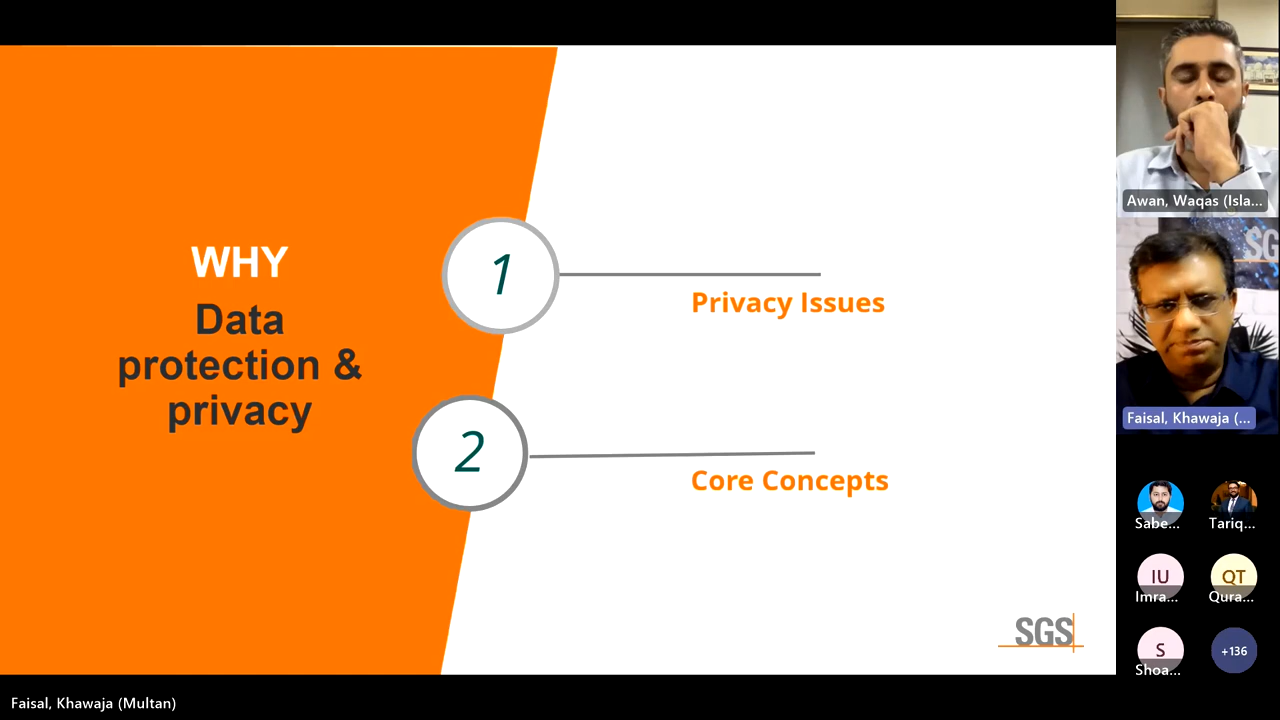 WHY
Data
protection &
privacy
1
Privacy Issues
2
Core Concepts
SGS
Awan, Waqas (Isla...
SG
Faisal, Khawaja (...
Sabe...
Tariq...
IU
Imra...
QT
Qura...
S
Shoa...
+136
Faisal, Khawaja (Multan)